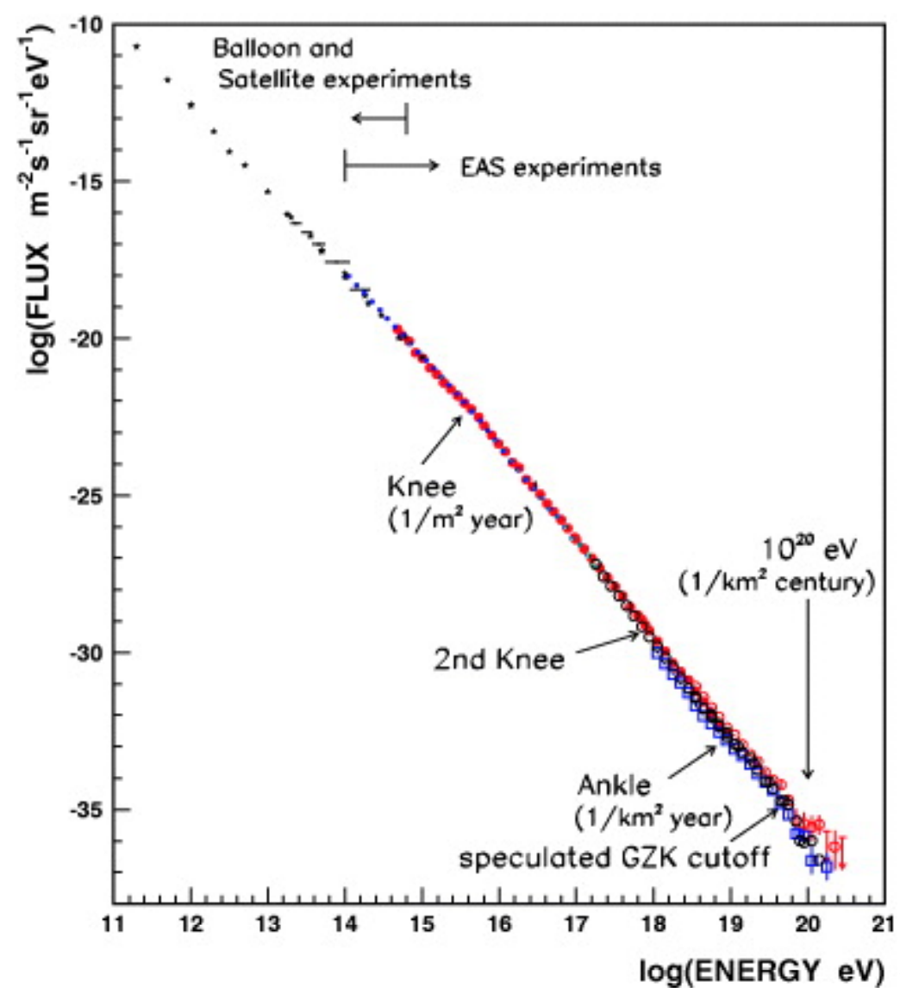 log(FLUX m⁻²s⁻¹sr⁻¹eV⁻¹)
-10
-15
-20
-25
-30
-35
Balloon and
Satellite experiments
EAS experiments
Knee
(1/m² year)
10²⁰ eV
(1/km² century)
2nd Knee
Ankle
(1/km² year)
speculated GZK cutoff
11 12 13 14 15 16 17 18 19 20 21
log(ENERGY eV)